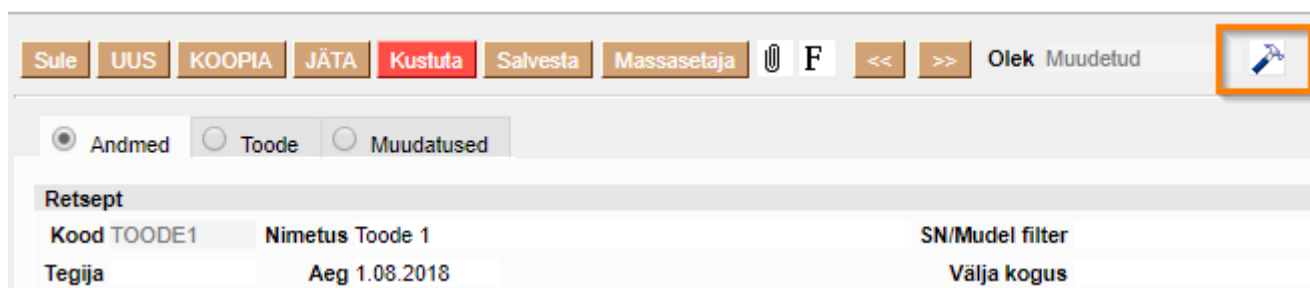 Sule UUS KOOPIA JÄTA Kustuta Salvesta Massasetaja F << >> Olek Muudetud
Andmed Toode Muudatused
Retsept
Kood TOODE1 Nimetus Toode 1 SN/Mudel filter
Tegija Aeg 1.08.2018 Välja kogus